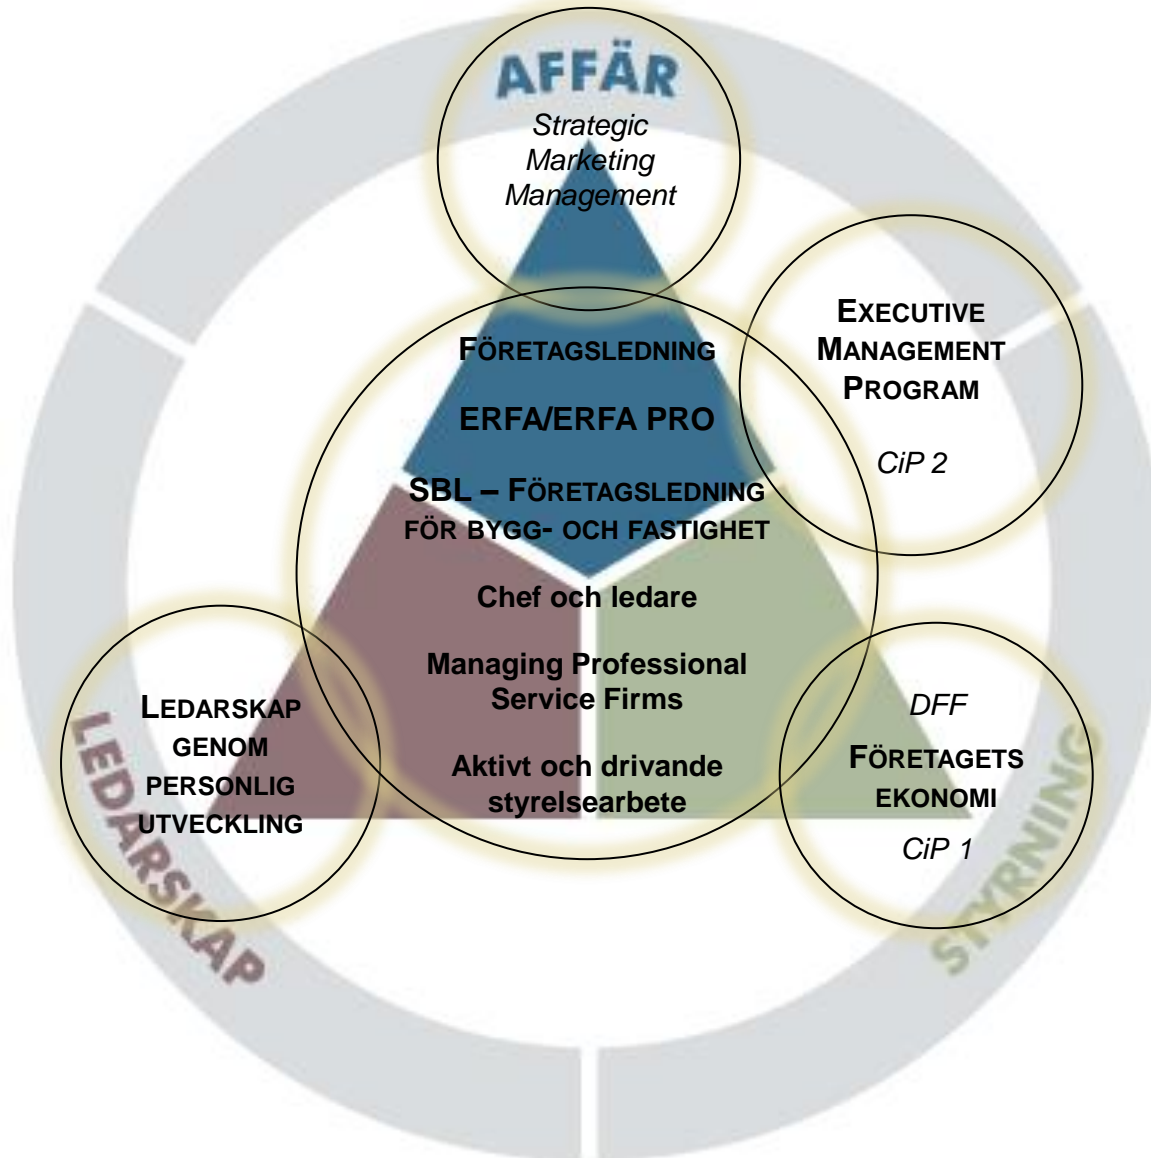 AFFÄR
Strategic
Marketing
Management
EXECUTIVE
MANAGEMENT
PROGRAM
CiP 2
FÖRETAGSLEDNING
ERFA/ERFA PRO
SBL – FÖRETAGSLEDNING
FÖR BYGG- OCH FASTIGHET
Chef och ledare
Managing Professional
Service Firms
Aktivt och drivande
styrelsearbete
LEDARSKAP
GENOM
PERSONLIG
UTVECKLING
LEDARSKAP
DFF
FÖRETAGETS
EKONOMI
CiP 1
STYRNING